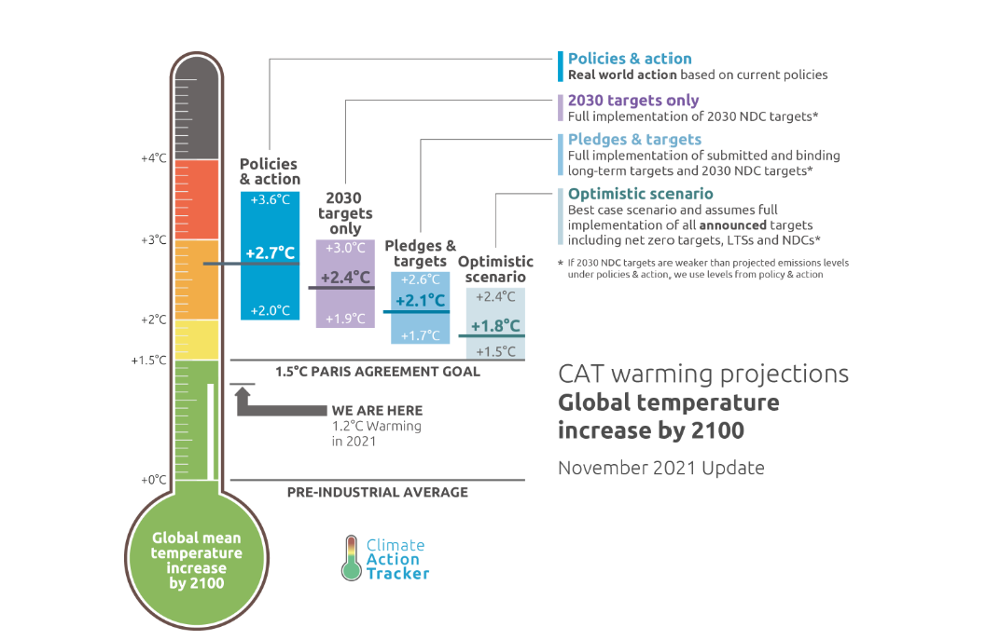 Policies & action
Real world action based on current policies
2030 targets only
Full implementation of 2030 NDC targets*
Pledges & targets
Full implementation of submitted and binding
long-term targets and 2030 NDC targets*
Optimistic scenario
Best case scenario and assumes full
implementation of all announced targets
including net zero targets, LTSs and NDCs*
* If 2030 NDC targets are weaker than projected emissions levels
under policies & action, we use levels from policy & action
+4°C
+3°C
+2°C
+1.5°C
+0°C
Policies
& action
+3.6°C
+2.7°C
+2.0°C
2030
targets
only
+3.0°C
+2.4°C
+1.9°C
Pledges &
targets
+2.6°C
+2.1°C
+1.7°C
Optimistic
scenario
+2.4°C
+1.8°C
+1.5°C
1.5°C PARIS AGREEMENT GOAL
WE ARE HERE
1.2°C Warming
in 2021
PRE-INDUSTRIAL AVERAGE
CAT warming projections
Global temperature
increase by 2100
November 2021 Update
Global mean
temperature
increase
by 2100
Climate
Action
Tracker